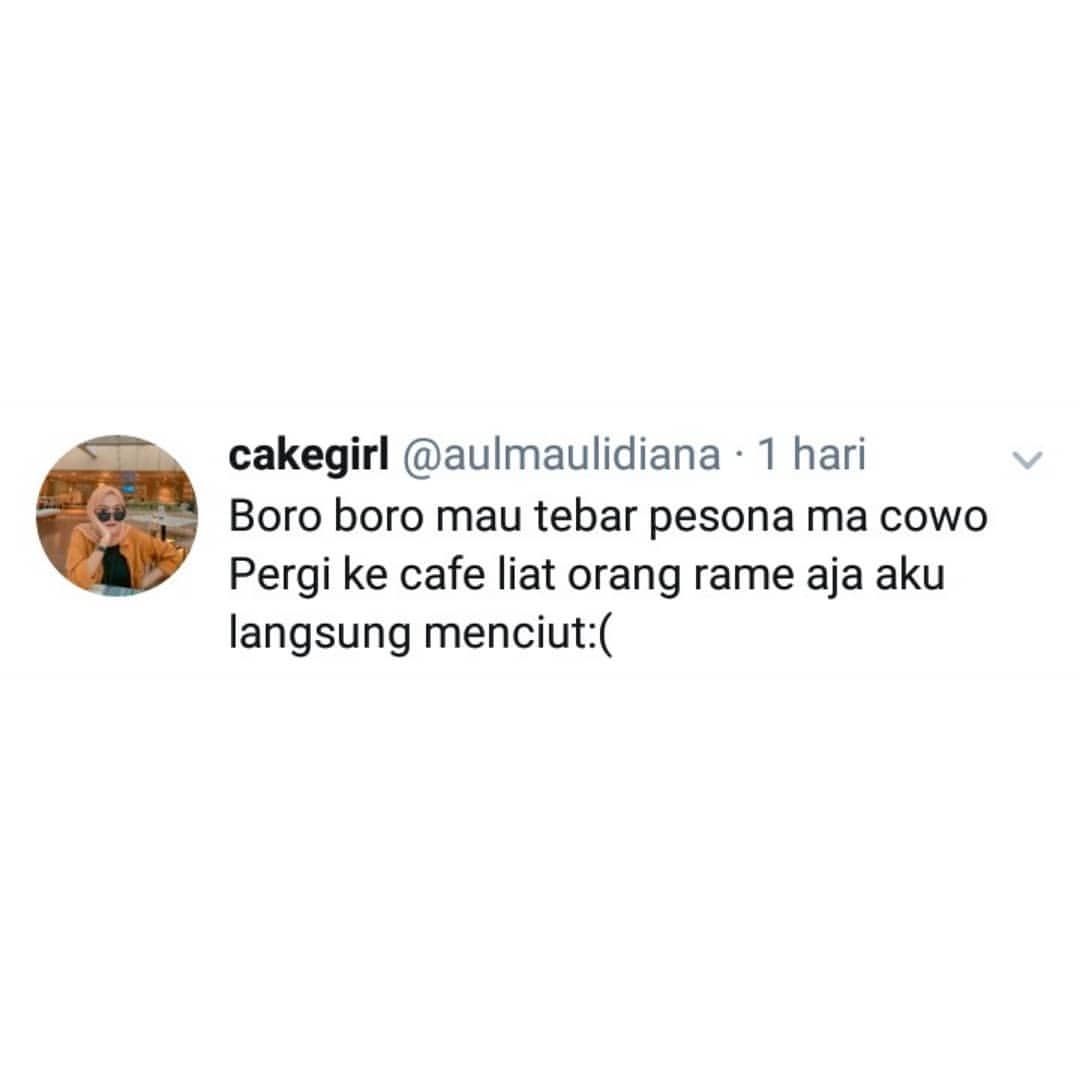 cakegirl @aulmaulidiana · 1 hari
Boro boro mau tebar pesona ma cowo
Pergi ke cafe liat orang rame aja aku
langsung menciut:(